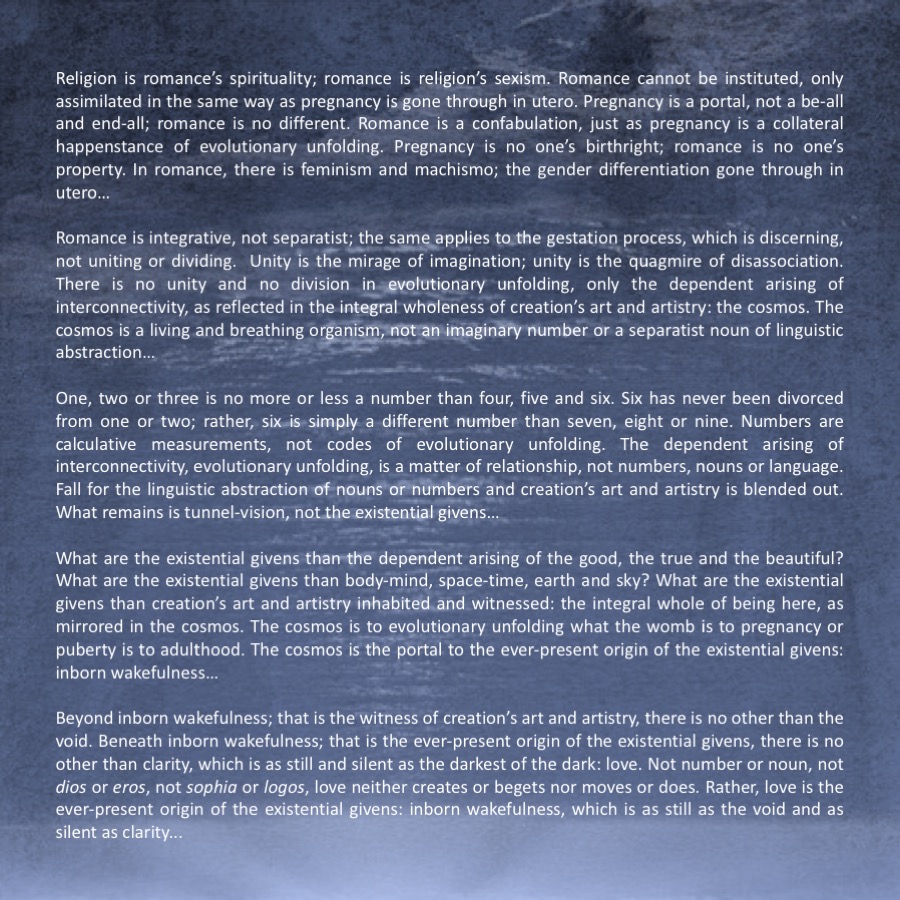 Religion is romance's spirituality; romance is religion's sexism. Romance cannot be instituted, only
assimilated in the same way as pregnancy is gone through in utero. Pregnancy is a portal, not a be-all
and end-all; romance is no different. Romance is a confabulation, just as pregnancy is a collateral
happenstance of evolutionary unfolding. Pregnancy is no one's birthright; romance is no one's
property. In romance, there is feminism and machismo; the gender differentiation gone through in
utero...
Romance is integrative, not separatist; the same applies to the gestation process, which is discerning,
not uniting or dividing.  Unity is the mirage of imagination; unity is the quagmire of disassociation.
There is no unity and no division in evolutionary unfolding, only the dependent arising of
interconnectivity, as reflected in the integral wholeness of creation's art and artistry: the cosmos. The
cosmos is a living and breathing organism, not an imaginary number or a separatist noun of linguistic
abstraction...
One, two or three is no more or less a number than four, five and six. Six has never been divorced
from one or two; rather, six is simply a different number than seven, eight or nine. Numbers are
calculative measurements, not codes of evolutionary unfolding. The dependent arising of
interconnectivity, evolutionary unfolding, is a matter of relationship, not numbers, nouns or language.
Fall for the linguistic abstraction of nouns or numbers and creation's art and artistry is blended out.
What remains is tunnel-vision, not the existential givens...
What are the existential givens than the dependent arising of the good, the true and the beautiful?
What are the existential givens than body-mind, space-time, earth and sky? What are the existential
givens than creation's art and artistry inhabited and witnessed: the integral whole of being here, as
mirrored in the cosmos. The cosmos is to evolutionary unfolding what the womb is to pregnancy or
puberty is to adulthood. The cosmos is the portal to the ever-present origin of the existential givens:
inborn wakefulness...
Beyond inborn wakefulness; that is the witness of creation's art and artistry, there is no other than the
void. Beneath inborn wakefulness; that is the ever-present origin of the existential givens, there is no
other than clarity, which is as still and silent as the darkest of the dark: love. Not number or noun, not
dios or eros, not sophia or logos, love neither creates or begets nor moves or does. Rather, love is the
ever-present origin of the existential givens: inborn wakefulness, which is as still as the void and as
silent as clarity...